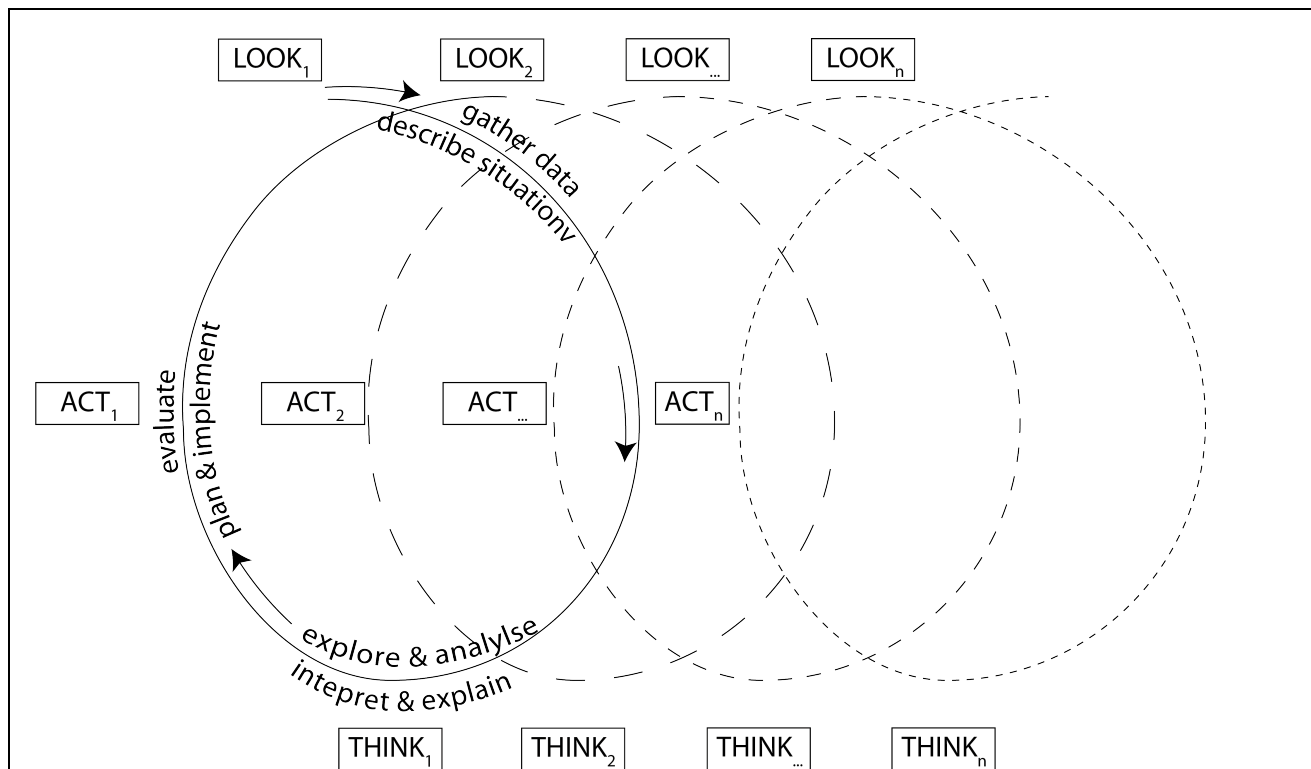 LOOK1
LOOK2
LOOK...
LOOKn
gather data
describe situationv
evaluate
plan & implement
ACT1
ACT2
ACT...
ACTn
explore & analylse
intepret & explain
THINK1
THINK2
THINK...
THINKn